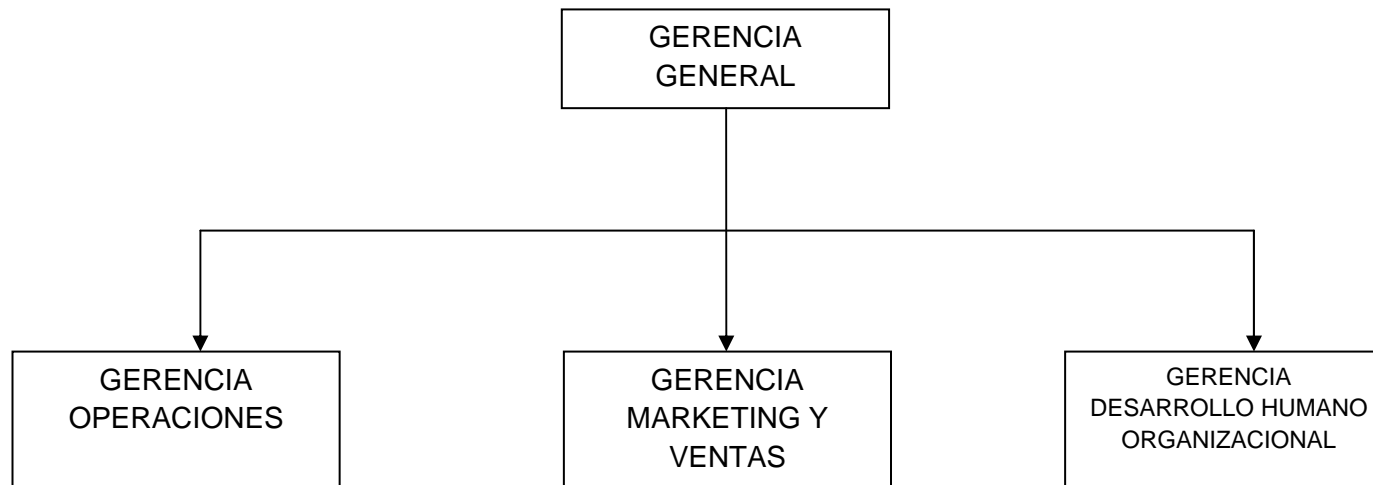 GERENCIA
GENERAL
GERENCIA
OPERACIONES
GERENCIA
MARKETING Y
VENTAS
GERENCIA
DESARROLLO HUMANO
ORGANIZACIONAL